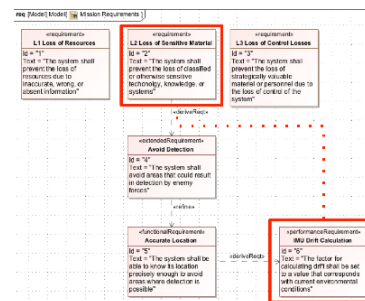 req [Model] Model[ Mission Requirements ]
«requirement»
L1 Loss of Resources
Id = "1"
Text = "The system shall
prevent the loss of
resources due to
inaccurate, wrong, or
absent information"
«requirement»
L2 Loss of Sensitive Material
Id = "2"
Text = "The system shall
prevent the loss of classified
or otherwise sensitive
technology, knowledge, or
systems"
«requirement»
L3 Loss of Control Losses
Id = "3"
Text = "The system shall
prevent the loss of
strategically valuable
materiel or personnel due to
the loss of control of the
system"
«deriveReqt»
«extendedRequirement»
Avoid Detection
Id = "4"
Text = "The system shall
avoid areas that could result
in detection by enemy
forces"
«refine»
«functionalRequirement»
Accurate Location
Id = "5"
Text = "The system shall be
able to know its location
precisely enough to avoid
areas where detection is
possible"
«deriveReqt»
«performanceRequirement»
IMU Drift Calculation
Id = "6"
Text = "The factor for
calculating drift shall be set
to a value that corresponds
with current environmental
conditions"